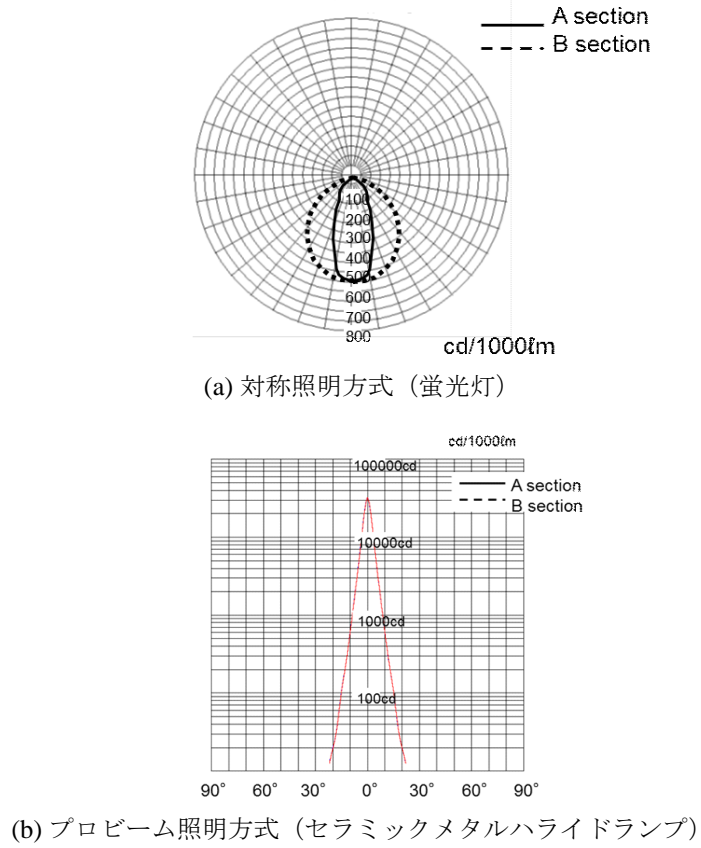 A section
B section
100
200
300
400
500
600
700
800
cd/1000ℓm
(a) 対称照明方式（蛍光灯）
cd/1000ℓm
100000cd
A section
B section
10000cd
1000cd
100cd
90° 60° 30° 0° 30° 60° 90°
(b) プロビーム照明方式（セラミックメタルハライドランプ）